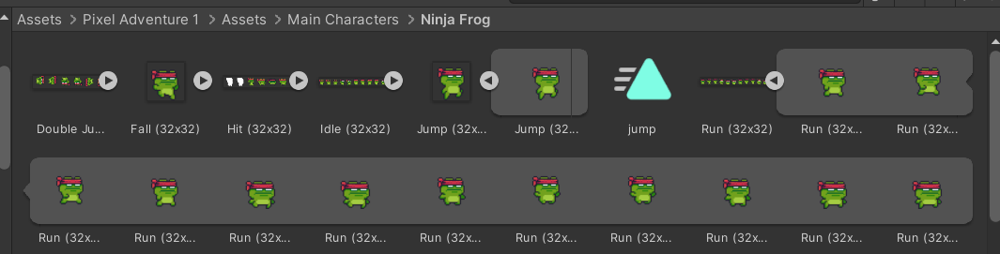 Assets > Pixel Adventure 1 > Assets > Main Characters > Ninja Frog
Double Ju... Fall (32x32) Hit (32x32) Idle (32x32) Jump (32x... Jump (32... jump Run (32x32) Run (32x... Run (32x...
Run (32x... Run (32x... Run (32x... Run (32x... Run (32x... Run (32x... Run (32x... Run (32x... Run (32x... Run (32x...